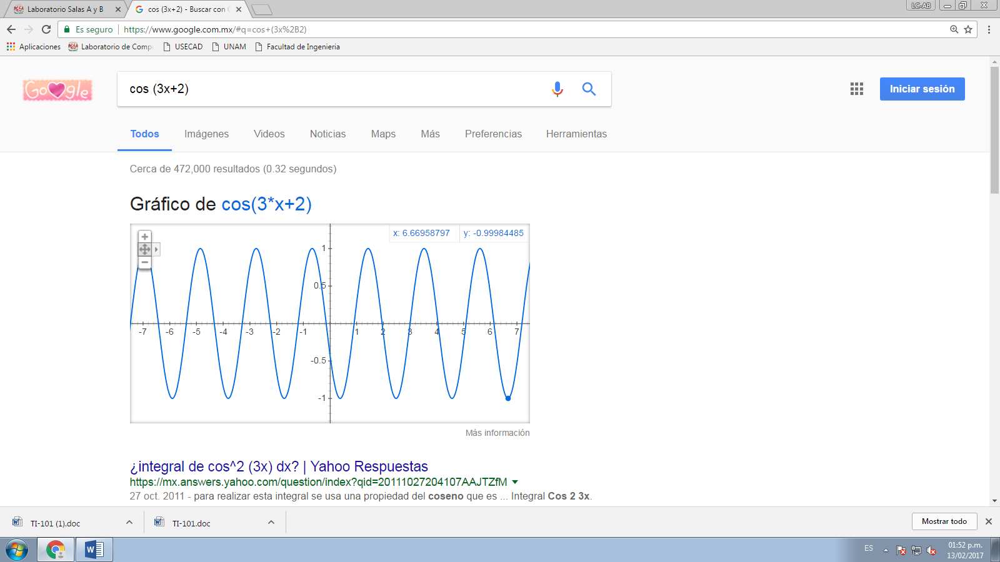 Laboratorio Salas A y B
cos (3x+2) - Buscar con G
LC-AB
Es seguro
https://www.google.com.mx/#q=cos+(3x%2B2)
Aplicaciones
Laboratorio de Comp
USECAD
UNAM
Facultad de Ingenieria
Google
cos (3x+2)
Iniciar sesión
Todos
Imágenes
Videos
Noticias
Maps
Más
Preferencias
Herramientas
Cerca de 472,000 resultados (0.32 segundos)
Gráfico de cos(3*x+2)
x: 6.66958797
y: -0.99984485
1
0.5
-7 -6 -5 -4 -3 -2 -1 1 2 3 4 5 6 7
-0.5
-1
Más información
¿integral de cos^2 (3x) dx? | Yahoo Respuestas
https://mx.answers.yahoo.com/question/index?qid=20111027204107AAJTZfM
27 oct. 2011 - para realizar esta integral se usa una propiedad del coseno que es ... Integral Cos 2 3x.
TI-101 (1).doc
TI-101.doc
Mostrar todo
ES
01:52 p.m.
13/02/2017